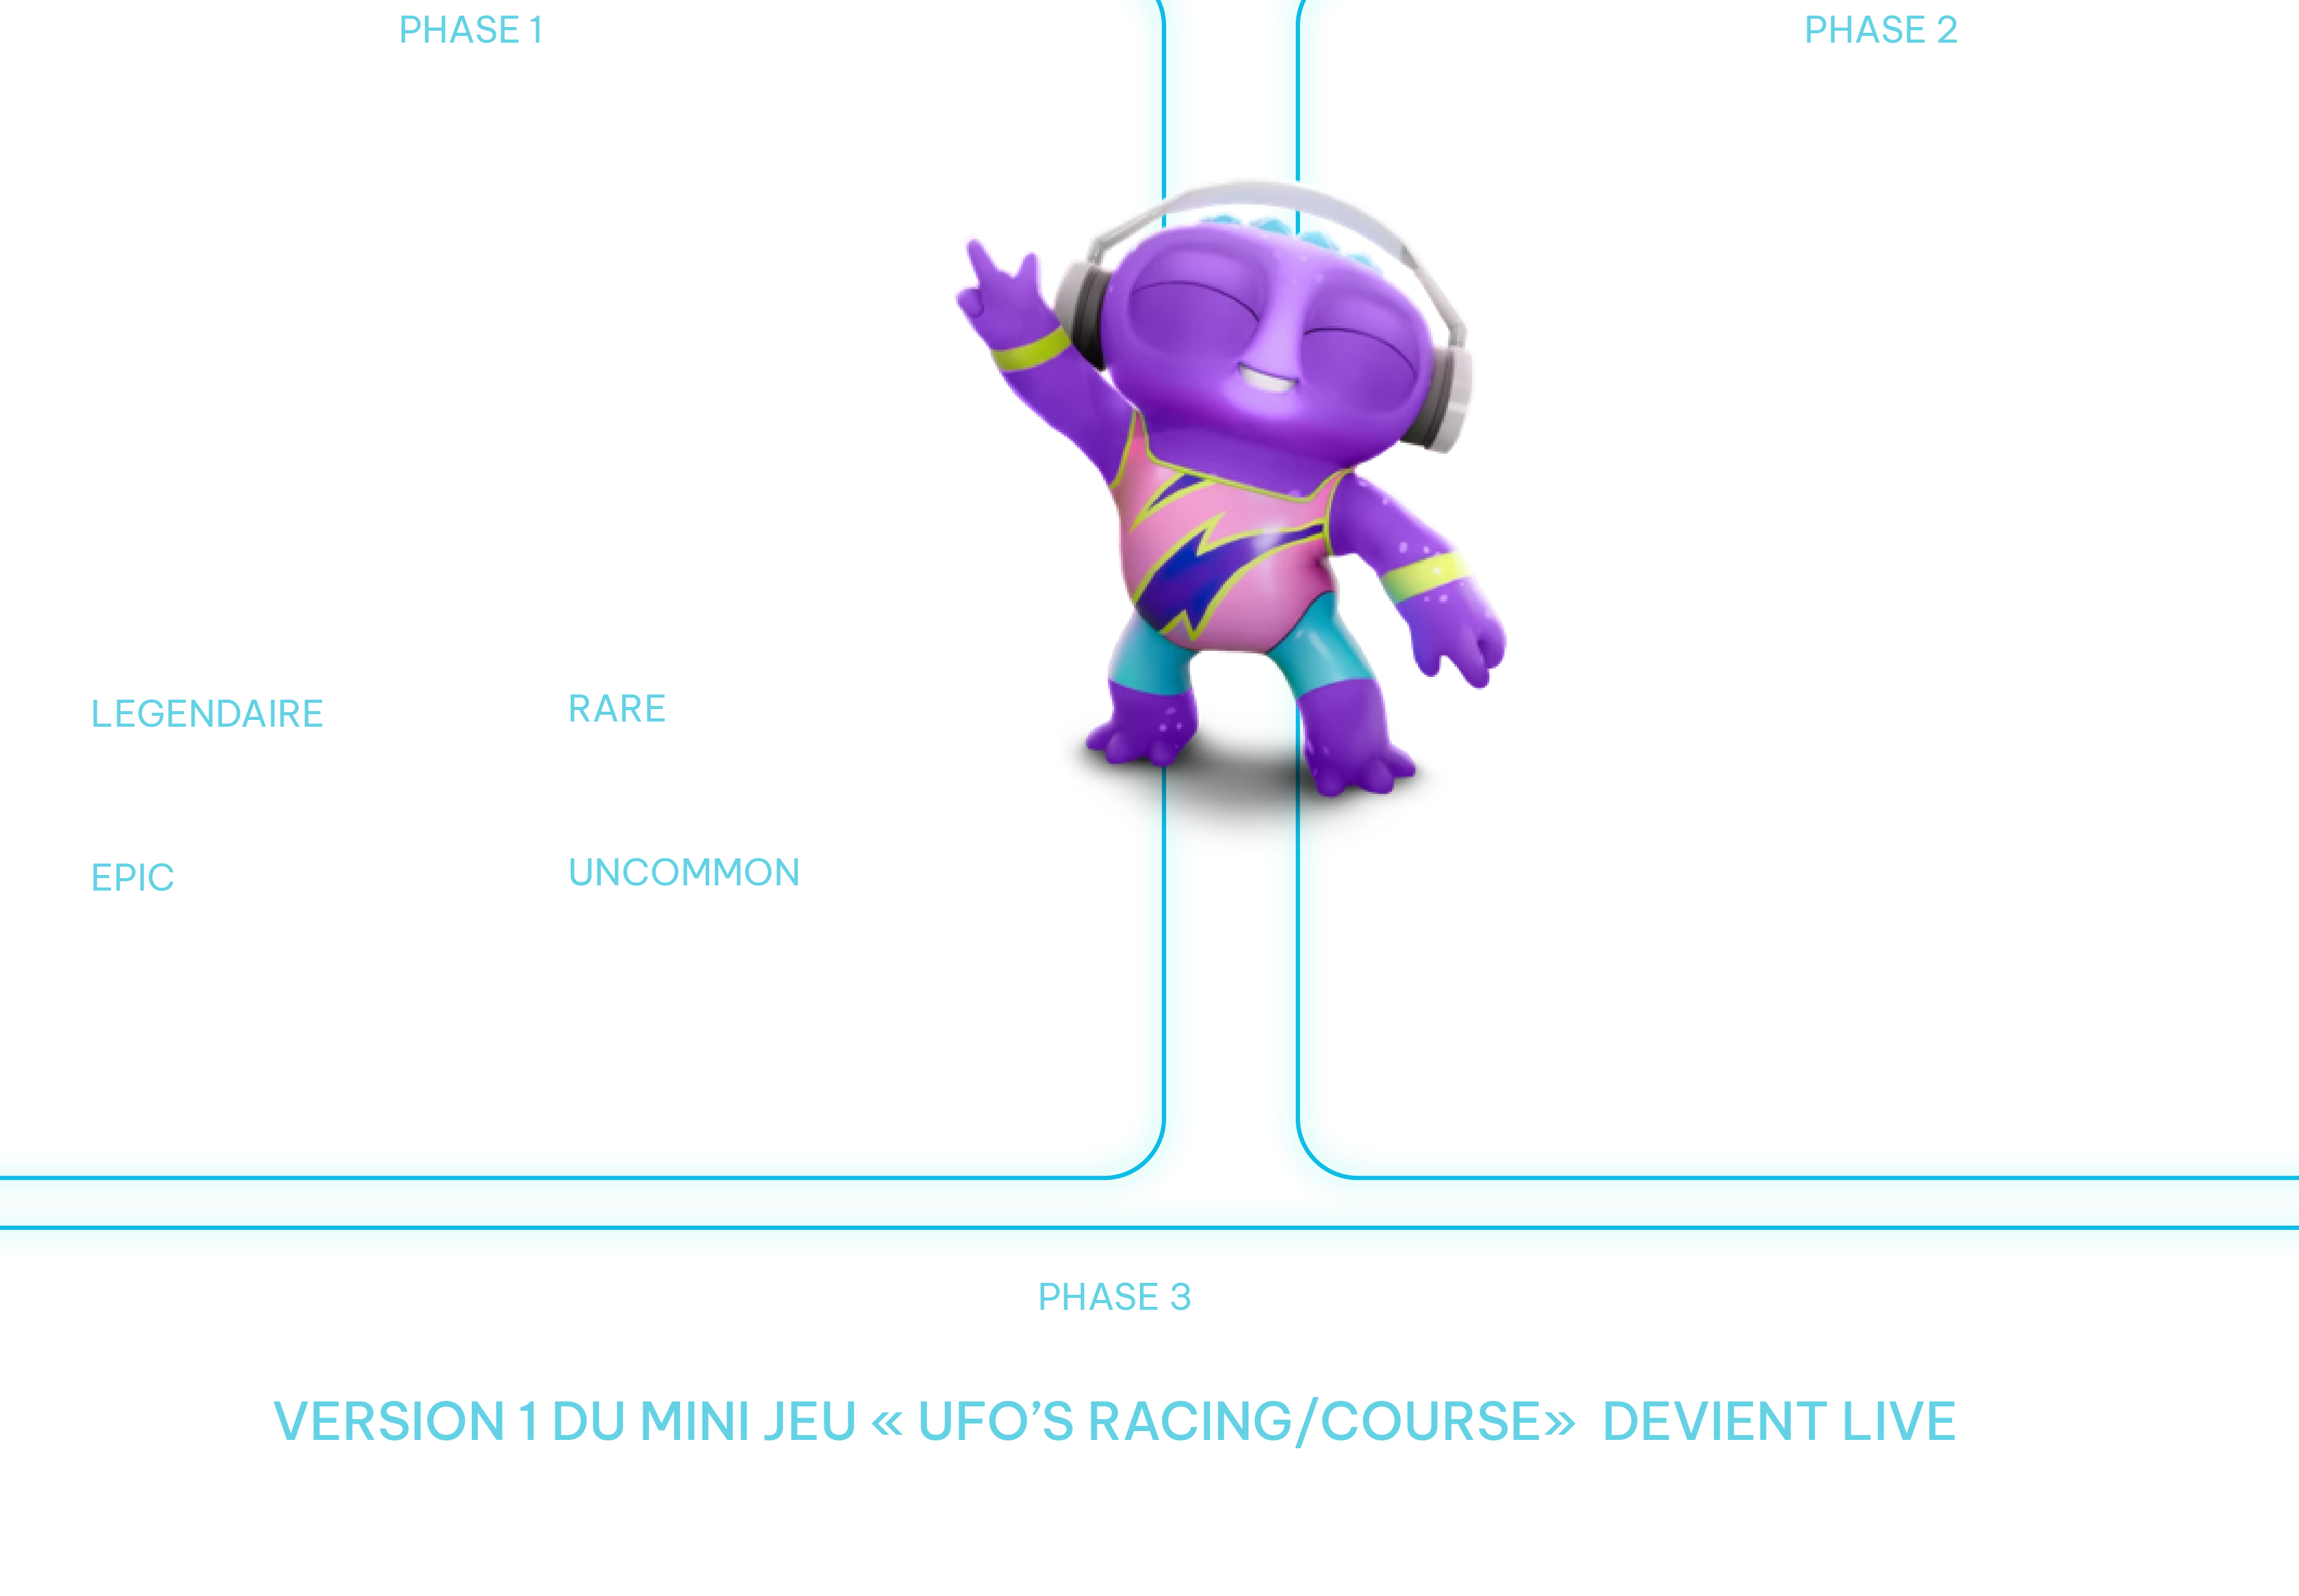 PHASE 1
PHASE 2
LEGENDAIRE
RARE
EPIC
UNCOMMON
PHASE 3
VERSION 1 DU MINI JEU « UFO’S RACING/COURSE» DEVIENT LIVE